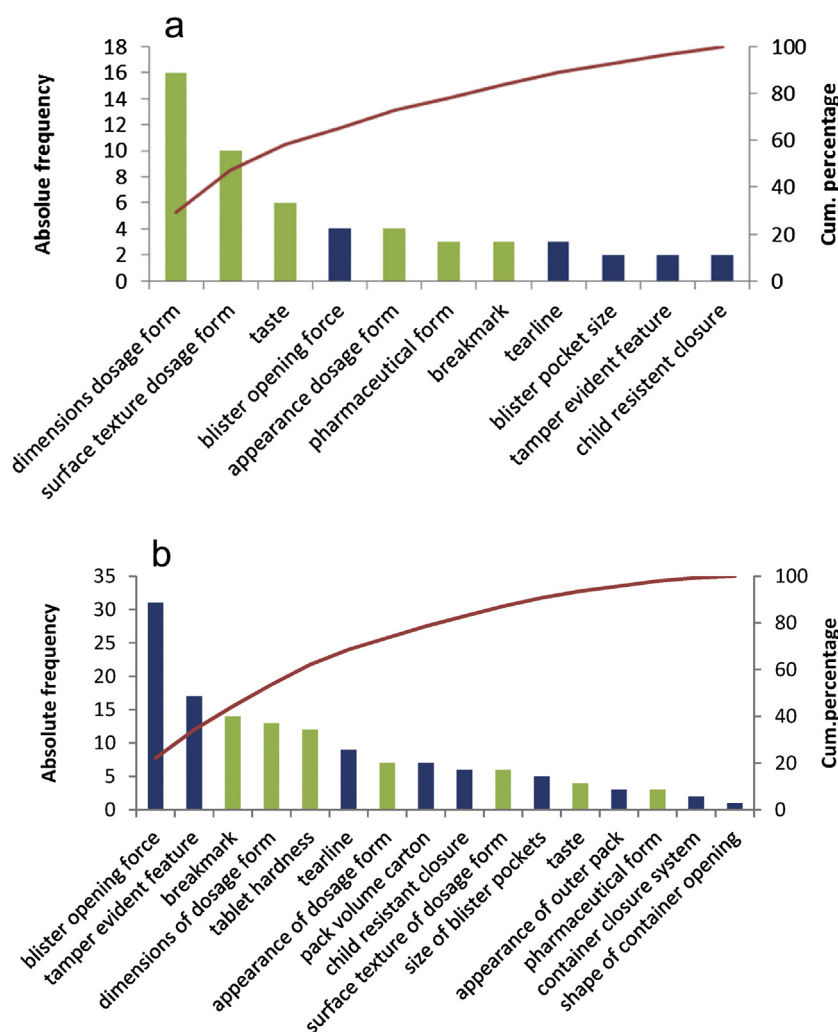 a
Absolue frequency
18
16
14
12
10
8
6
4
2
0
100
80
60
40
20
0
Cum. percentage
dimensions dosage form
surface texture dosage form
taste
blister opening force
appearance dosage form
pharmaceutical form
breakmark
tearline
blister pocket size
tamper evident feature
child resistent closure
b
Absolute frequency
35
30
25
20
15
10
5
0
100
80
60
40
20
0
Cum.percentage
blister opening force
tamper evident feature
breakmark
dimensions of dosage form
tablet hardness
tearline
appearance of dosage form
pack volume carton
child resistant closure
surface texture of dosage form
size of blister pockets
taste
appearance of outer pack
pharmaceutical form
container closure system
shape of container opening